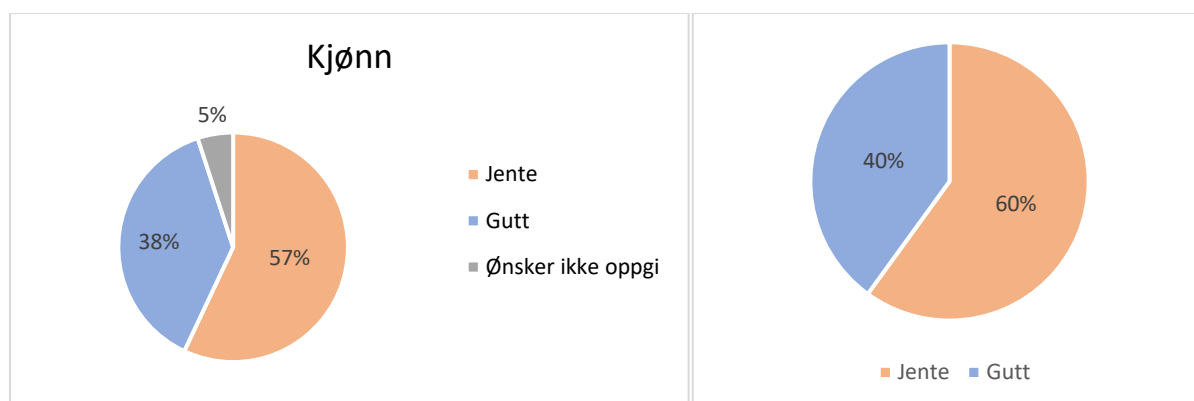 Kjønn
5%
38%
57%
Jente
Gutt
Ønsker ikke oppgi
40%
60%
Jente Gutt